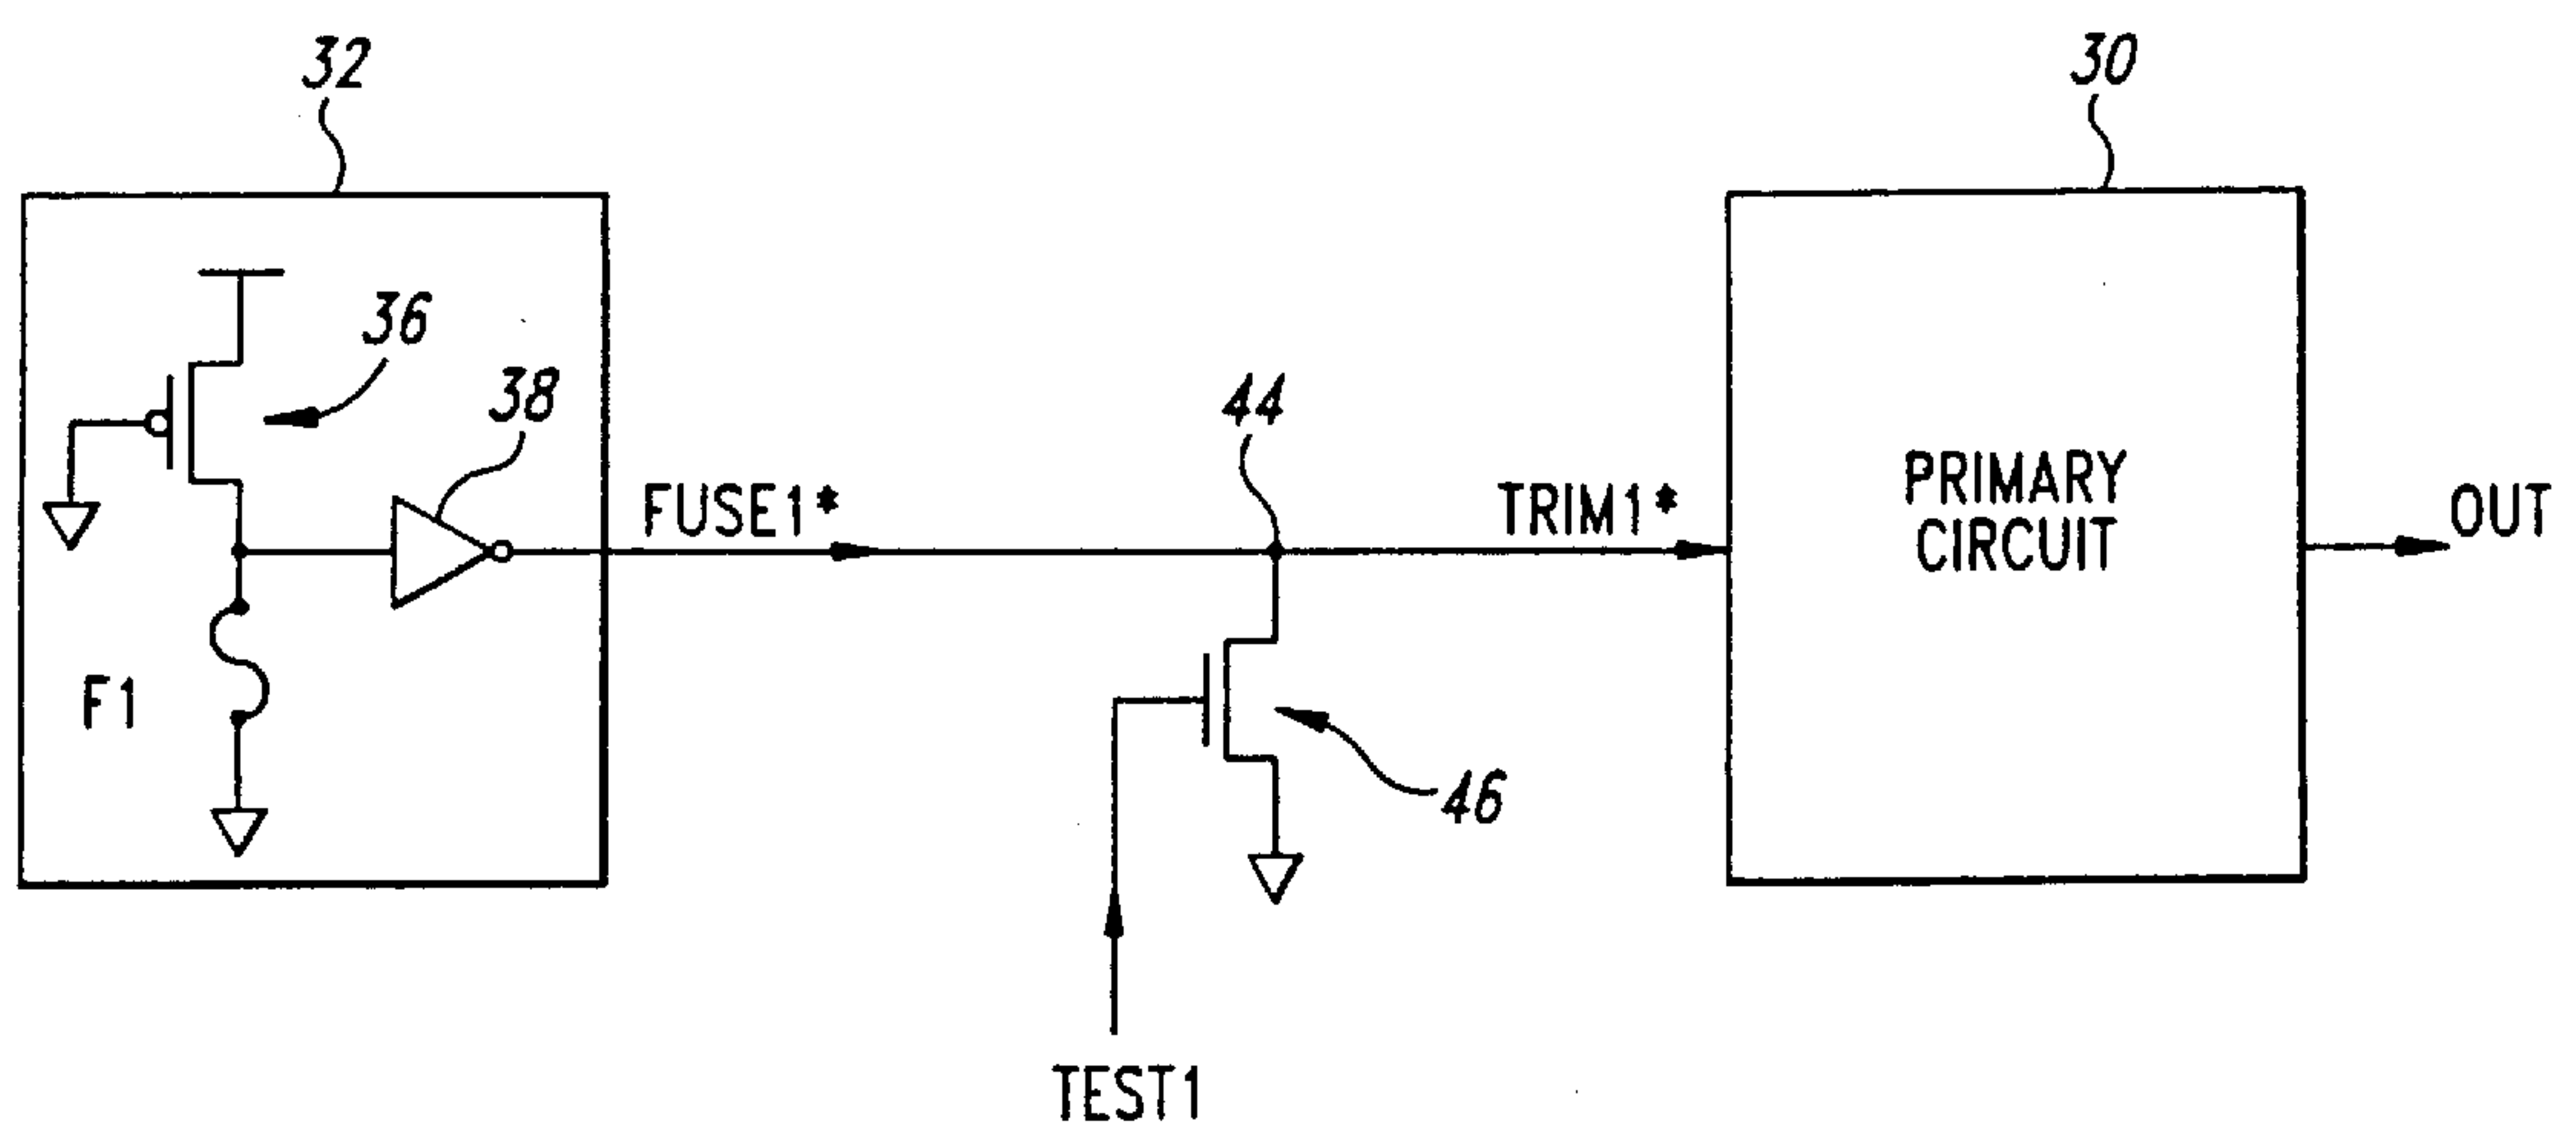 32
30
36
38
44
FUSE1*
TRIM1*
PRIMARY
CIRCUIT
OUT
F1
46
TEST1